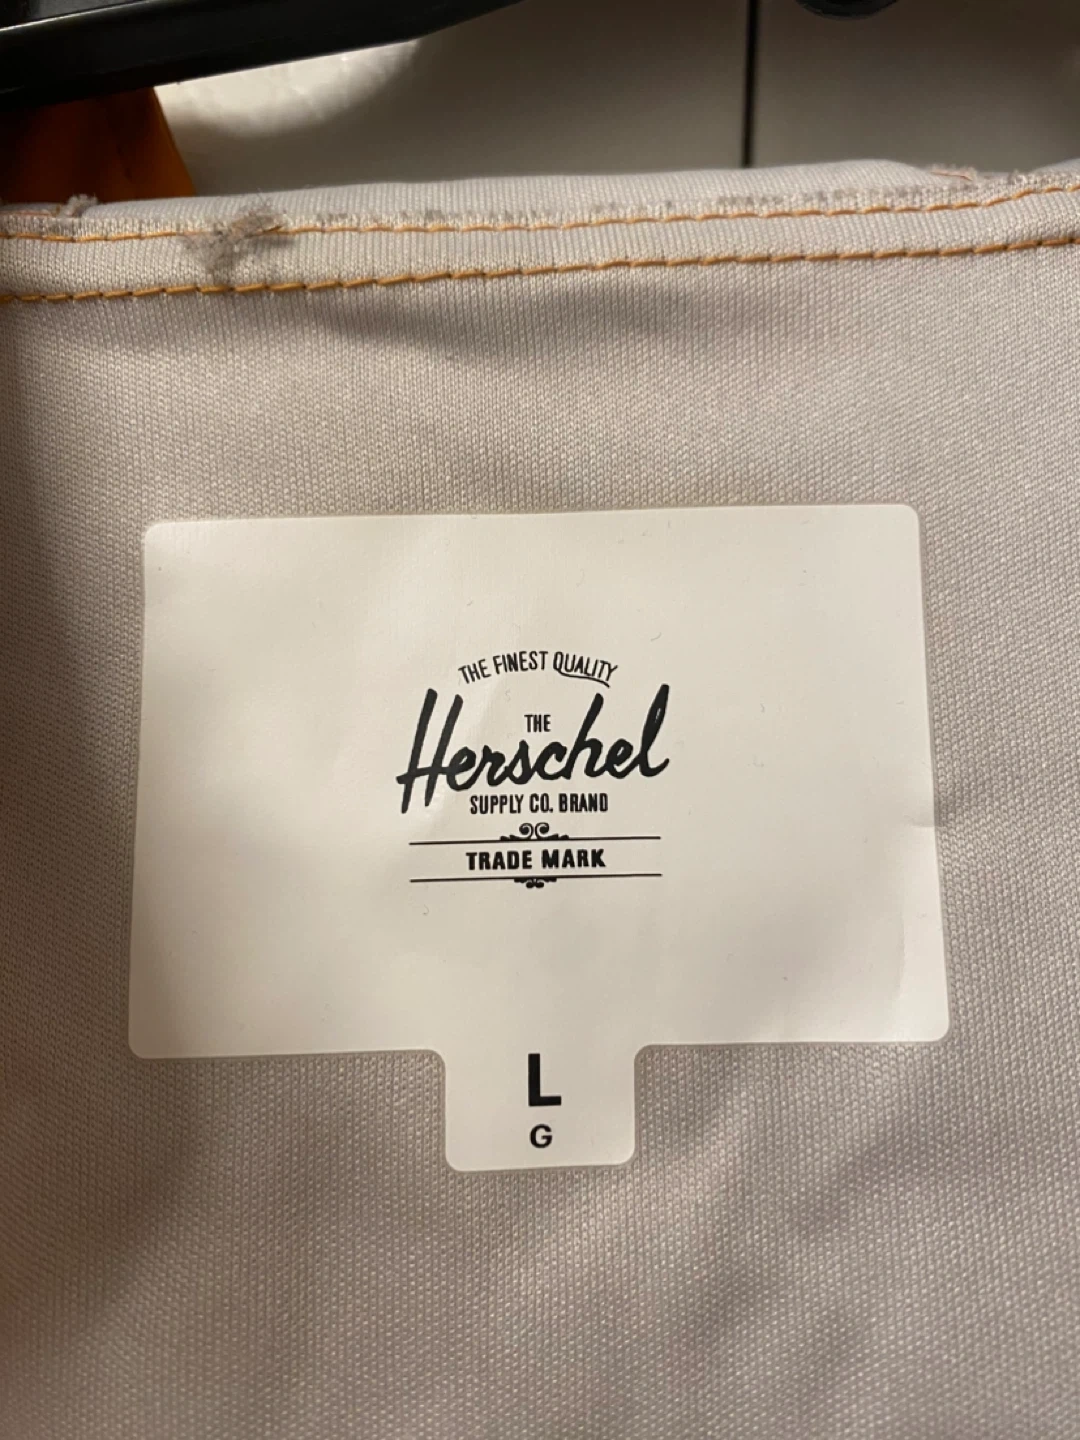 THE FINEST QUALITY
THE
Herschel
SUPPLY CO. BRAND
TRADE MARK
L
G